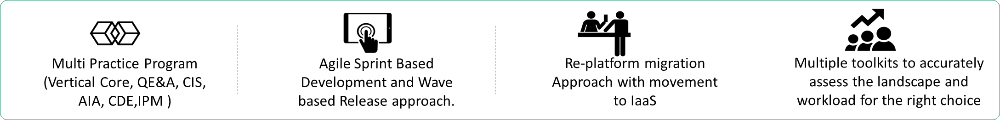 Multi Practice Program
(Vertical Core, QE&A, CIS,
AIA, CDE,IPM )
Agile Sprint Based
Development and Wave
based Release approach.
Re-platform migration
Approach with movement
to IaaS
Multiple toolkits to accurately
assess the landscape and
workload for the right choice